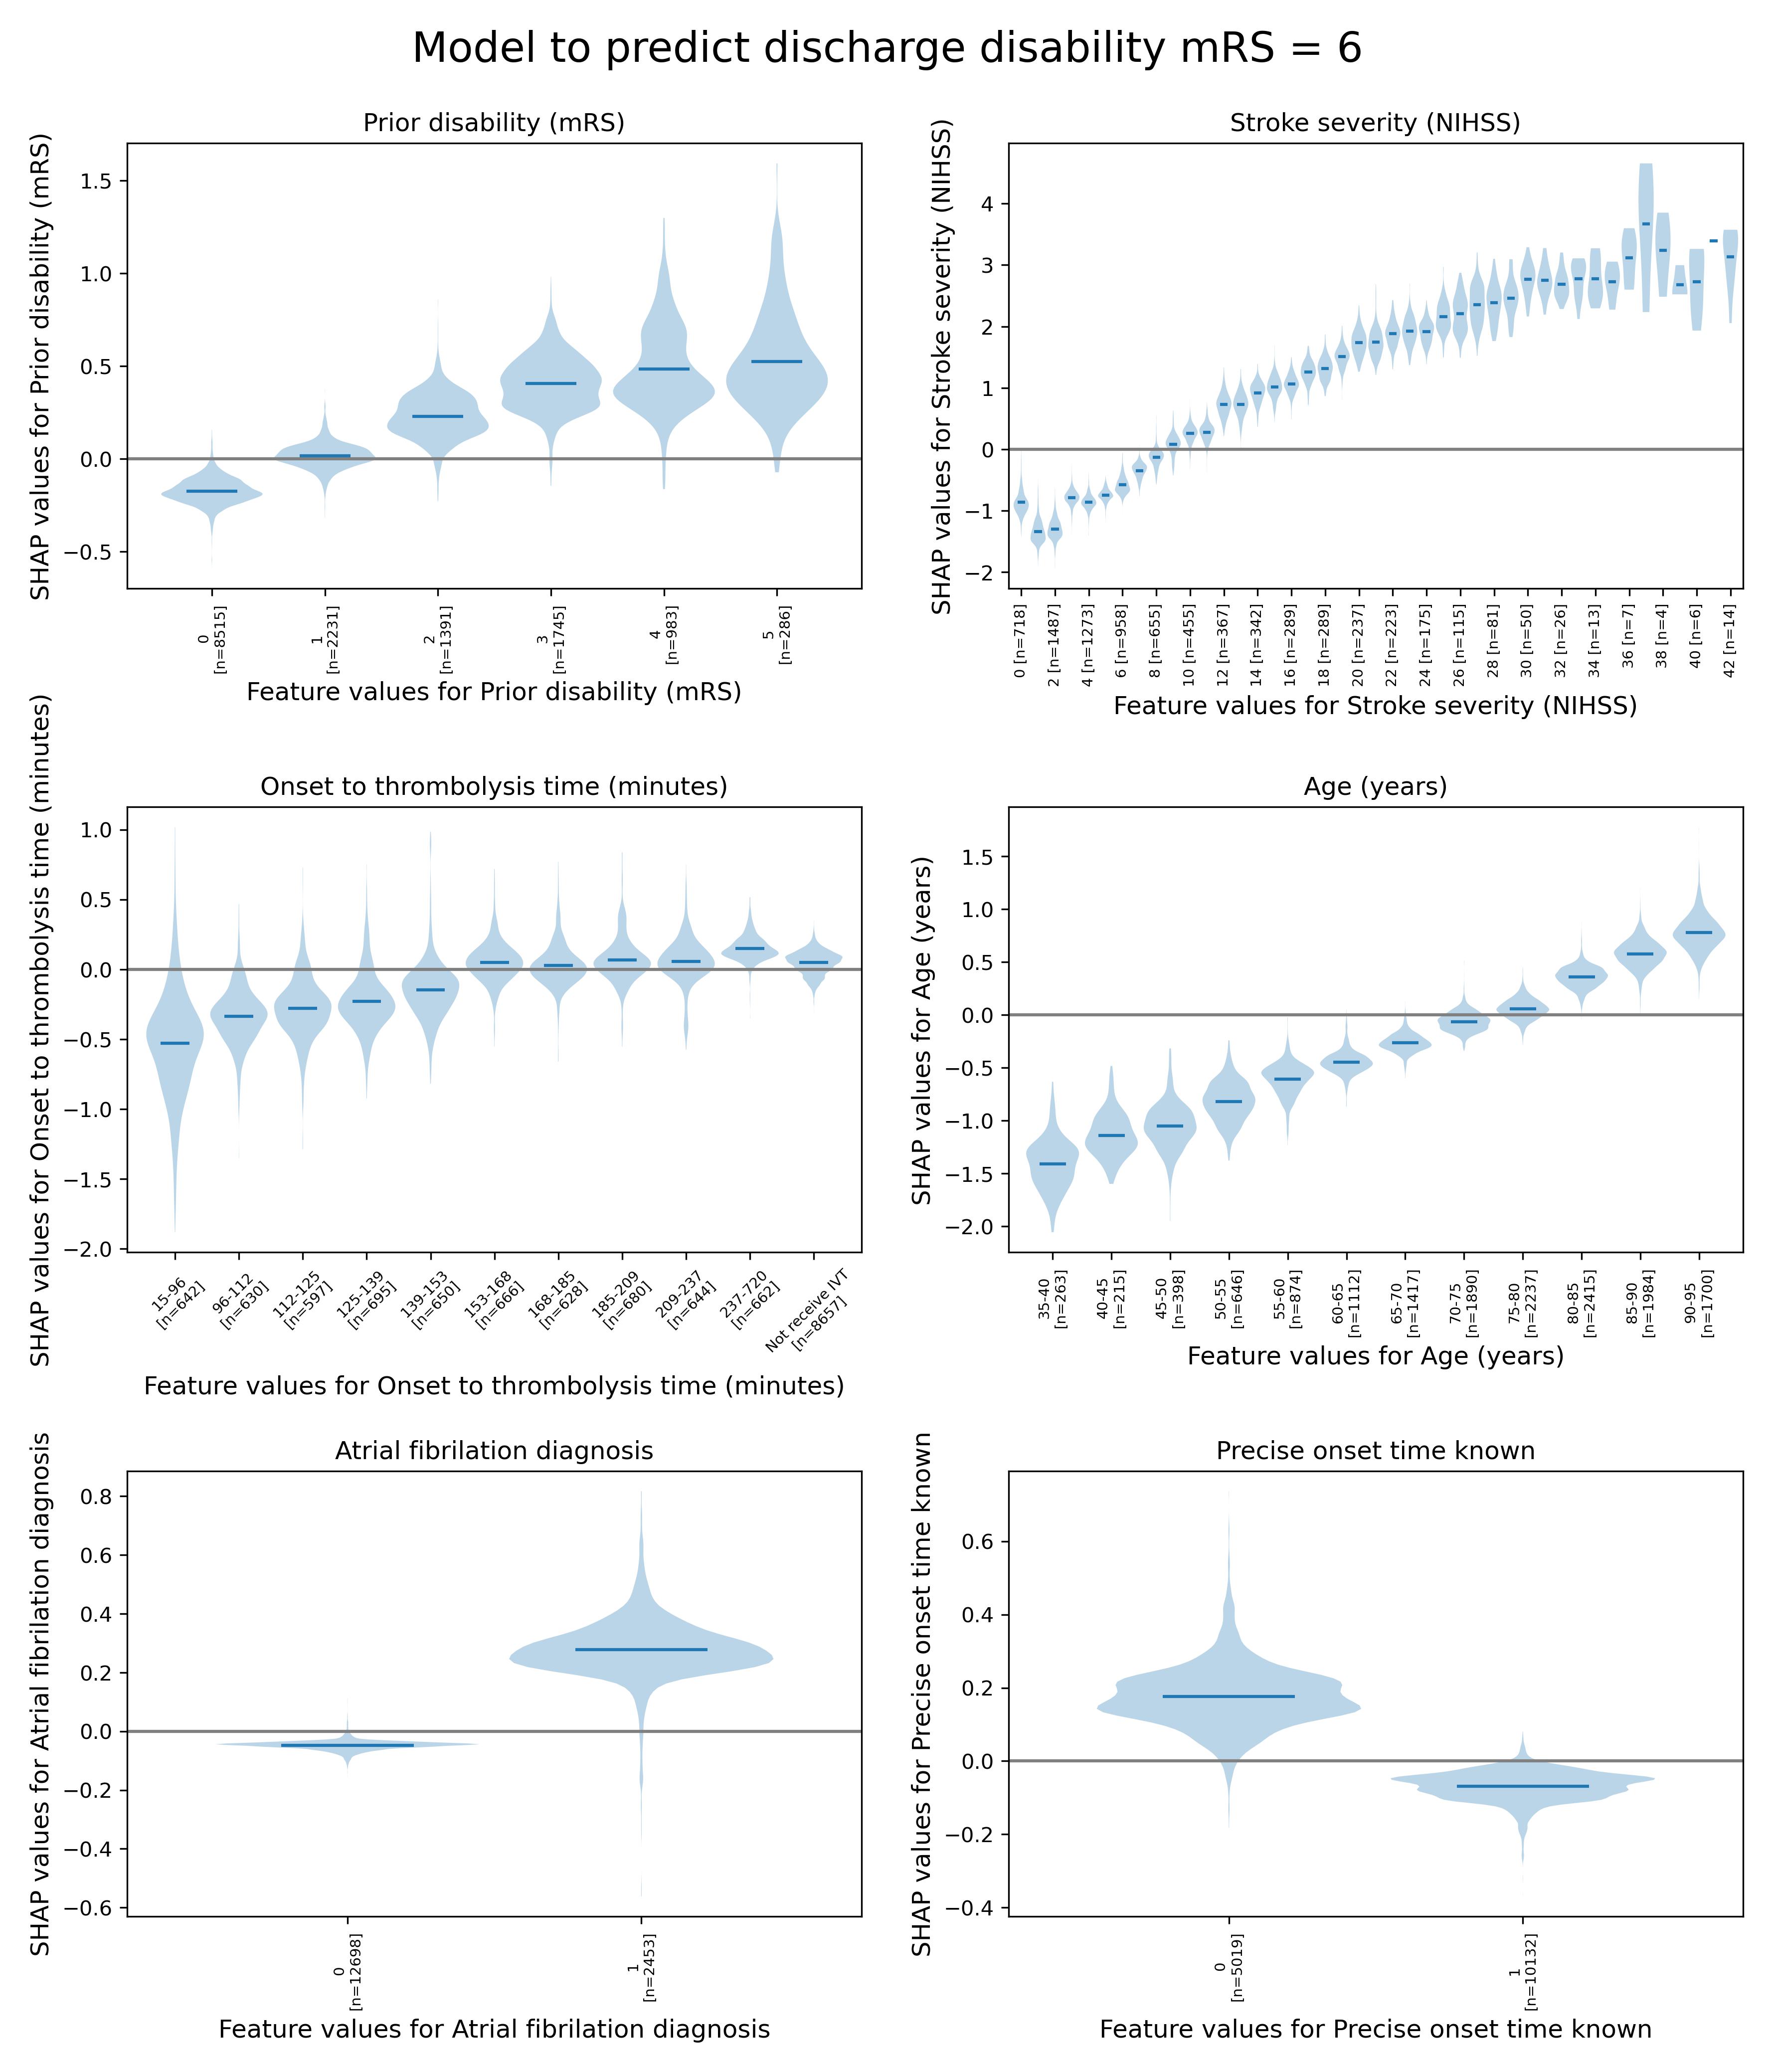 Model to predict discharge disability mRS = 6
Prior disability (mRS)
SHAP values for Prior disability (mRS)
1.5
1.0
0.5
0.0
−0.5
0
[n=8515]
1
[n=2231]
2
[n=1391]
3
[n=1745]
4
[n=983]
5
[n=286]
Feature values for Prior disability (mRS)
Stroke severity (NIHSS)
SHAP values for Stroke severity (NIHSS)
4
3
2
1
0
−1
−2
0 [n=718]
2 [n=1487]
4 [n=1273]
6 [n=958]
8 [n=655]
10 [n=455]
12 [n=367]
14 [n=342]
16 [n=289]
18 [n=289]
20 [n=237]
22 [n=223]
24 [n=175]
26 [n=115]
28 [n=81]
30 [n=50]
32 [n=26]
34 [n=13]
36 [n=7]
38 [n=4]
40 [n=6]
42 [n=14]
Feature values for Stroke severity (NIHSS)
Onset to thrombolysis time (minutes)
SHAP values for Onset to thrombolysis time (minutes)
1.0
0.5
0.0
−0.5
−1.0
−1.5
−2.0
15-96
[n=642]
96-112
[n=630]
112-125
[n=597]
125-139
[n=695]
139-153
[n=650]
153-168
[n=666]
168-185
[n=628]
185-209
[n=680]
209-237
[n=644]
237-720
[n=662]
Not receive IVT
[n=8657]
Feature values for Onset to thrombolysis time (minutes)
Age (years)
SHAP values for Age (years)
1.5
1.0
0.5
0.0
−0.5
−1.0
−1.5
−2.0
35-40
[n=263]
40-45
[n=215]
45-50
[n=398]
50-55
[n=646]
55-60
[n=874]
60-65
[n=1112]
65-70
[n=1417]
70-75
[n=1890]
75-80
[n=2237]
80-85
[n=2415]
85-90
[n=1984]
90-95
[n=1700]
Feature values for Age (years)
Atrial fibrilation diagnosis
SHAP values for Atrial fibrilation diagnosis
0.8
0.6
0.4
0.2
0.0
−0.2
−0.4
−0.6
0
[n=12698]
1
[n=2453]
Feature values for Atrial fibrilation diagnosis
Precise onset time known
SHAP values for Precise onset time known
0.6
0.4
0.2
0.0
−0.2
−0.4
0
[n=5019]
1
[n=10132]
Feature values for Precise onset time known